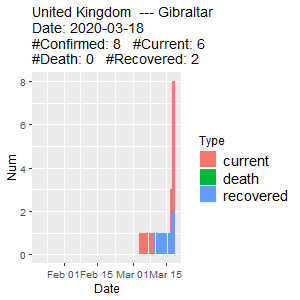 United Kingdom  --- Gibraltar
Date: 2020-03-18
#Confirmed: 8   #Current: 6
#Death: 0   #Recovered: 2
8
6
4
2
0
Num
Feb 01 Feb 15 Mar 01 Mar 15
Date
Type
current
death
recovered